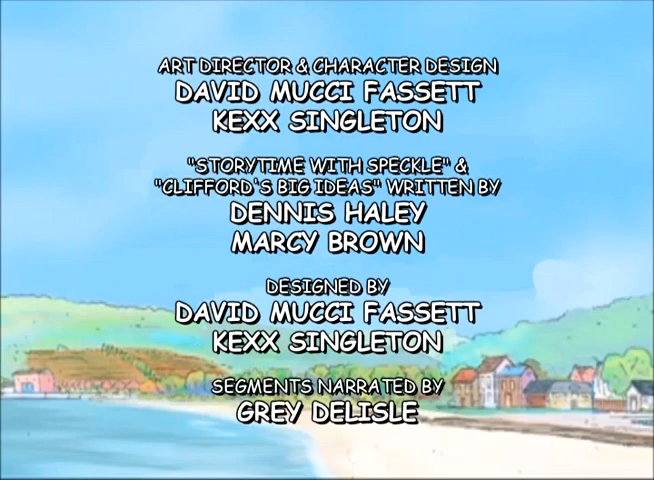 ART DIRECTOR & CHARACTER DESIGN
DAVID MUCCI FASSETT
KEXX SINGLETON
"STORYTIME WITH SPECKLE" &
"CLIFFORD'S BIG IDEAS" WRITTEN BY
DENNIS HALEY
MARCY BROWN
DESIGNED BY
DAVID MUCCI FASSETT
KEXX SINGLETON
SEGMENTS NARRATED BY
GREY DELISLE